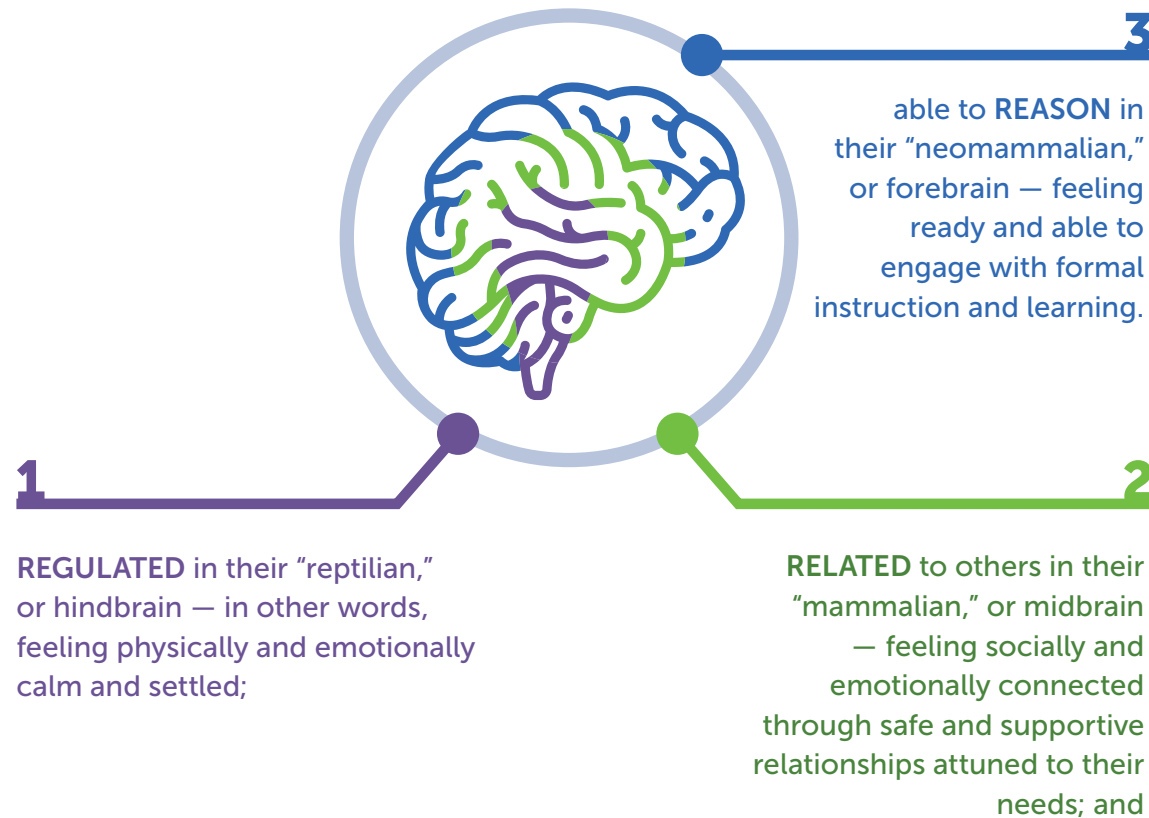 1
REGULATED in their “reptilian,”
or hindbrain — in other words,
feeling physically and emotionally
calm and settled;
2
RELATED to others in their
“mammalian,” or midbrain
— feeling socially and
emotionally connected
through safe and supportive
relationships attuned to their
needs; and
3
able to REASON in
their “neomammalian,”
or forebrain — feeling
ready and able to
engage with formal
instruction and learning.